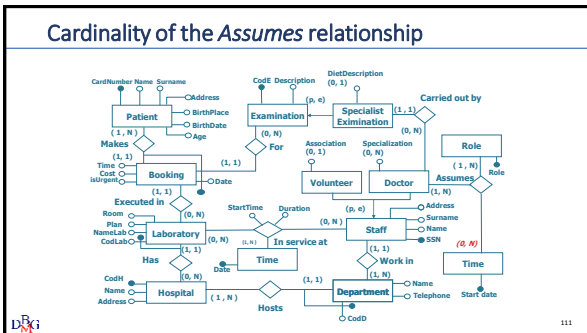 Cardinality of the Assumes relationship
CardNumber Name Surname
Address
Patient
BirthPlace
BirthDate
Age
( 1 , N )
Makes
(1, 1)
Time
Cost
isUrgent
Booking
Date
(1, 1)
CodE Description
Examination
(0, N)
For
(1, 1)
(p, e)
DietDescription
(0, 1)
Specialist
Eximination
(1 , 1)
Carried out by
(0, N)
Association
(0, 1)
Specialization
(0, N)
Volunteer
Doctor
(1, N)
Assumes
Role
( 1 , N)
Role
(0, N)
Time
Start date
Executed in
(0, N)
Room
Plan
NameLab
CodLab
Laboratory
(0, N)
(1, 1)
StartTime
Duration
(1, N )
In service at
Time
Date
(p, e)
(0, N )
Staff
Address
Surname
Name
SSN
(1, 1)
Work in
(1, N)
Has
(0, N)
CodH
Name
Address
Hospital
( 1 , N)
Hosts
(1, 1)
Department
Name
Telephone
CodD
DBMG
111